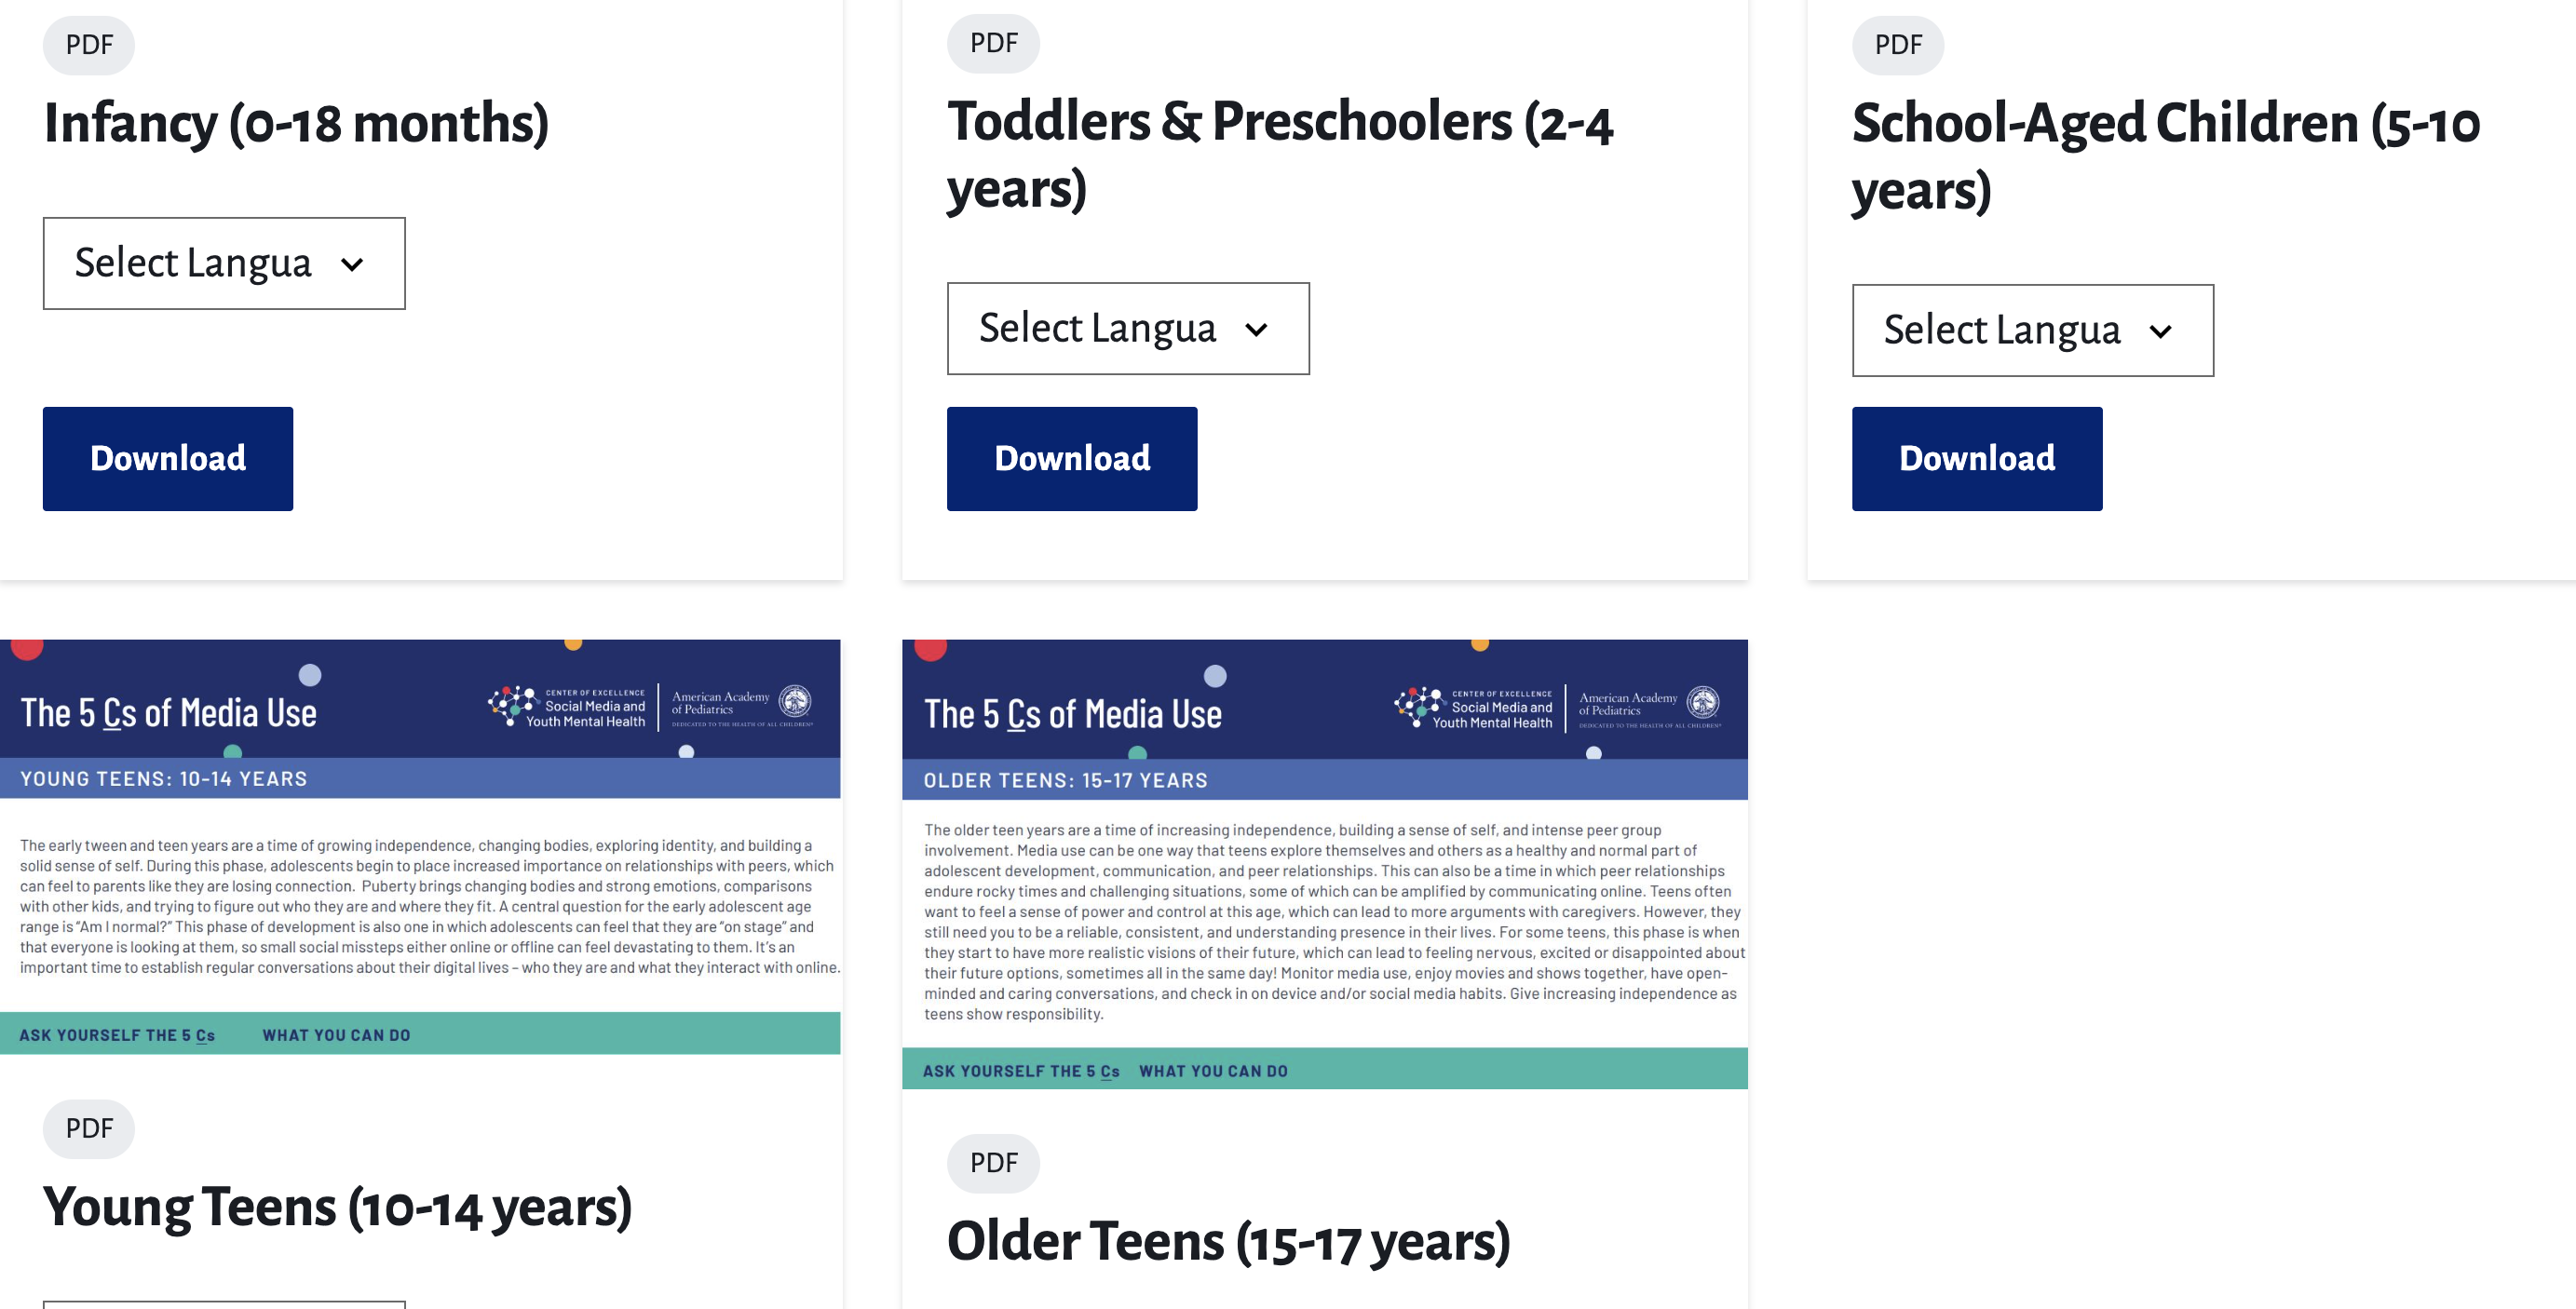 PDF
Infancy (0-18 months)
Select Langua
Download
PDF
Toddlers & Preschoolers (2-4
years)
Select Langua
Download
PDF
School-Aged Children (5-10
years)
Select Langua
Download
The 5 Cs of Media Use
CENTER OF EXCELLENCE
Social Media and
Youth Mental Health
American Academy
of Pediatrics
DEDICATED TO THE HEALTH OF ALL CHILDREN®
YOUNG TEENS: 10-14 YEARS
The early tween and teen years are a time of growing independence, changing bodies, exploring identity, and building a
solid sense of self. During this phase, adolescents begin to place increased importance on relationships with peers, which
can feel to parents like they are losing connection.  Puberty brings changing bodies and strong emotions, comparisons
with other kids, and trying to figure out who they are and where they fit. A central question for the early adolescent age
range is “Am I normal?” This phase of development is also one in which adolescents can feel that they are “on stage” and
that everyone is looking at them, so small social missteps either online or offline can feel devastating to them. It’s an
important time to establish regular conversations about their digital lives – who they are and what they interact with online.
ASK YOURSELF THE 5 Cs WHAT YOU CAN DO
PDF
Young Teens (10-14 years)
The 5 Cs of Media Use
CENTER OF EXCELLENCE
Social Media and
Youth Mental Health
American Academy
of Pediatrics
DEDICATED TO THE HEALTH OF ALL CHILDREN®
OLDER TEENS: 15-17 YEARS
The older teen years are a time of increasing independence, building a sense of self, and intense peer group
involvement. Media use can be one way that teens explore themselves and others as a healthy and normal part of
adolescent development, communication, and peer relationships. This can also be a time in which peer relationships
endure rocky times and challenging situations, some of which can be amplified by communicating online. Teens often
want to feel a sense of power and control at this age, which can lead to more arguments with caregivers. However, they
still need you to be a reliable, consistent, and understanding presence in their lives. For some teens, this phase is when
they start to have more realistic visions of their future, which can lead to feeling nervous, excited or disappointed about
their future options, sometimes all in the same day! Monitor media use, enjoy movies and shows together, have open-
minded and caring conversations, and check in on device and/or social media habits. Give increasing independence as
teens show responsibility.
ASK YOURSELF THE 5 Cs WHAT YOU CAN DO
PDF
Older Teens (15-17 years)